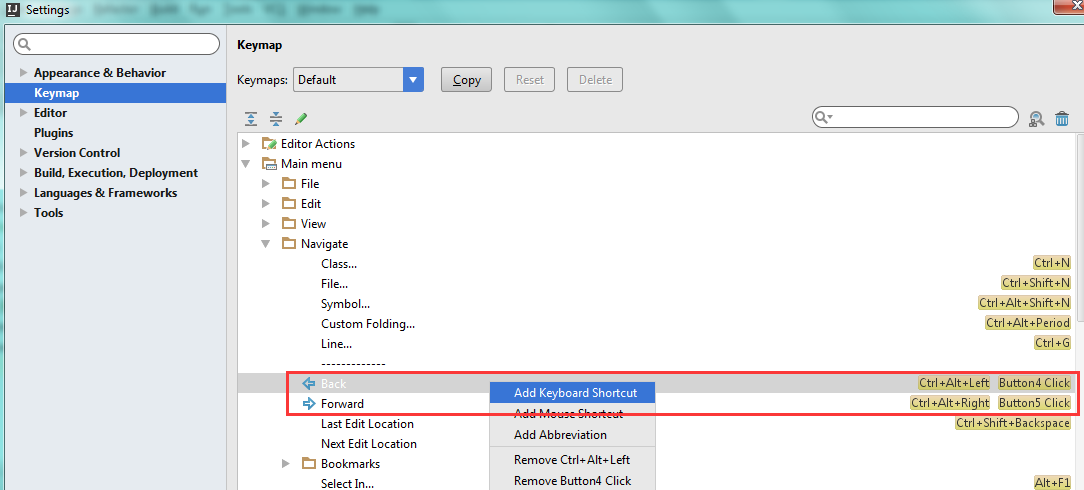 IJ Settings
Keymap
Keymaps: Default Copy Reset Delete
Appearance & Behavior
Keymap
Editor
Plugins
Version Control
Build, Execution, Deployment
Languages & Frameworks
Tools
Editor Actions
Main menu
File
Edit
View
Navigate
Class... Ctrl+N
File... Ctrl+Shift+N
Symbol... Ctrl+Alt+Shift+N
Custom Folding... Ctrl+Alt+Period
Line... Ctrl+G
-------------
Back Ctrl+Alt+Left Button4 Click
Forward Ctrl+Alt+Right Button5 Click
Last Edit Location Ctrl+Shift+Backspace
Next Edit Location
Bookmarks
Select In... Alt+F1
Add Keyboard Shortcut
Add Mouse Shortcut
Add Abbreviation
Remove Ctrl+Alt+Left
Remove Button4 Click